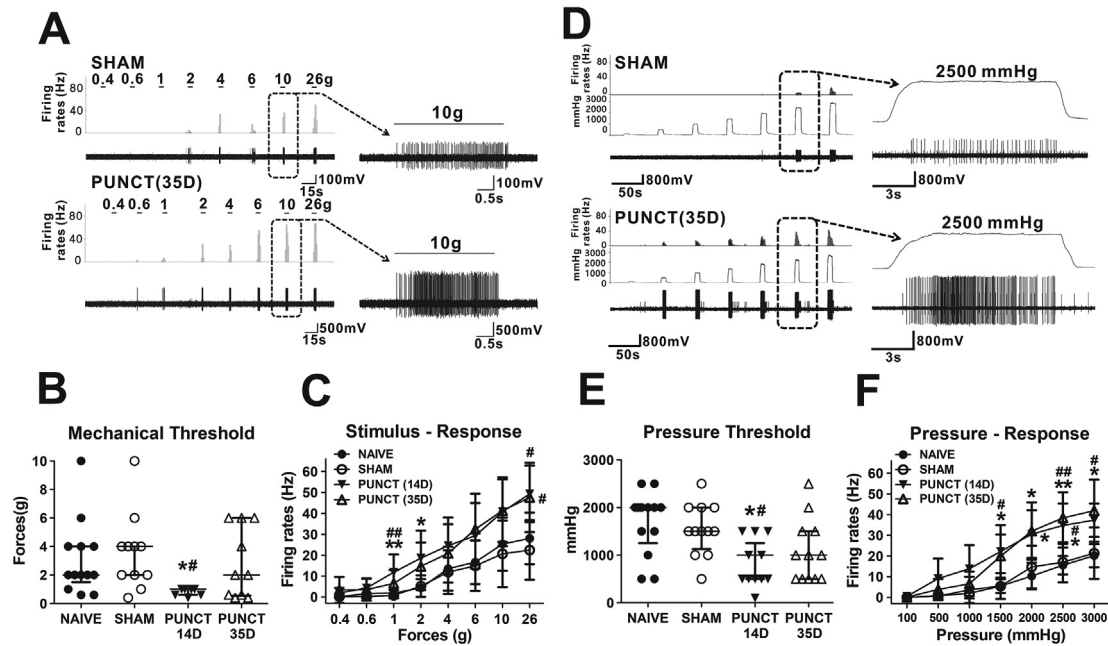 A
SHAM
0.4 0.6 1 2 4 6 10 26g
Firing rates (Hz)
80
40
0
10g
100mV
15s
100mV
0.5s
PUNCT(35D)
0.4 0.6 1 2 4 6 10 26g
Firing rates (Hz)
80
40
0
10g
500mV
15s
500mV
0.5s
D
SHAM
Firing rates (Hz)
80
40
0
mmHg
3000
2000
1000
0
2500 mmHg
800mV
50s
800mV
3s
PUNCT(35D)
Firing rates (Hz)
80
40
0
mmHg
3000
2000
1000
0
2500 mmHg
800mV
50s
800mV
3s
B
Mechanical Threshold
Forces(g)
10
8
6
4
2
0
*#
NAIVE SHAM PUNCT 14D PUNCT 35D
C
Stimulus - Response
NAIVE
SHAM
PUNCT (14D)
PUNCT (35D)
Firing rates (Hz)
60
50
40
30
20
10
0
##
**
*
#
#
0.4 0.6 1 2 4 6 10 26
Forces (g)
E
Pressure Threshold
mmHg
3000
2000
1000
0
*#
NAIVE SHAM PUNCT 14D PUNCT 35D
F
Pressure - Response
NAIVE
SHAM
PUNCT (14D)
PUNCT (35D)
Firing rates (Hz)
60
50
40
30
20
10
0
#
*
*
*
##
**
#
*
#
*
100 500 1000 1500 2000 2500 3000
Pressure (mmHg)